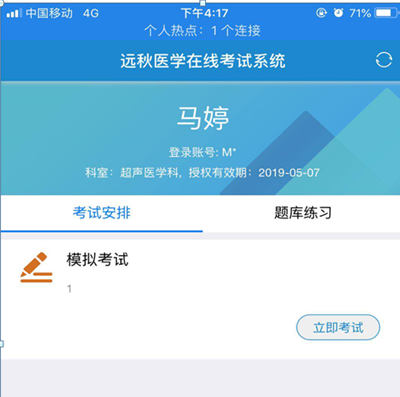 中国移动 4G 下午4:17 71%
个人热点：1 个连接
远秋医学在线考试系统
马婷
登录账号: M*
科室：超声医学科, 授权有效期：2019-05-07
考试安排 题库练习
模拟考试
1
立即考试